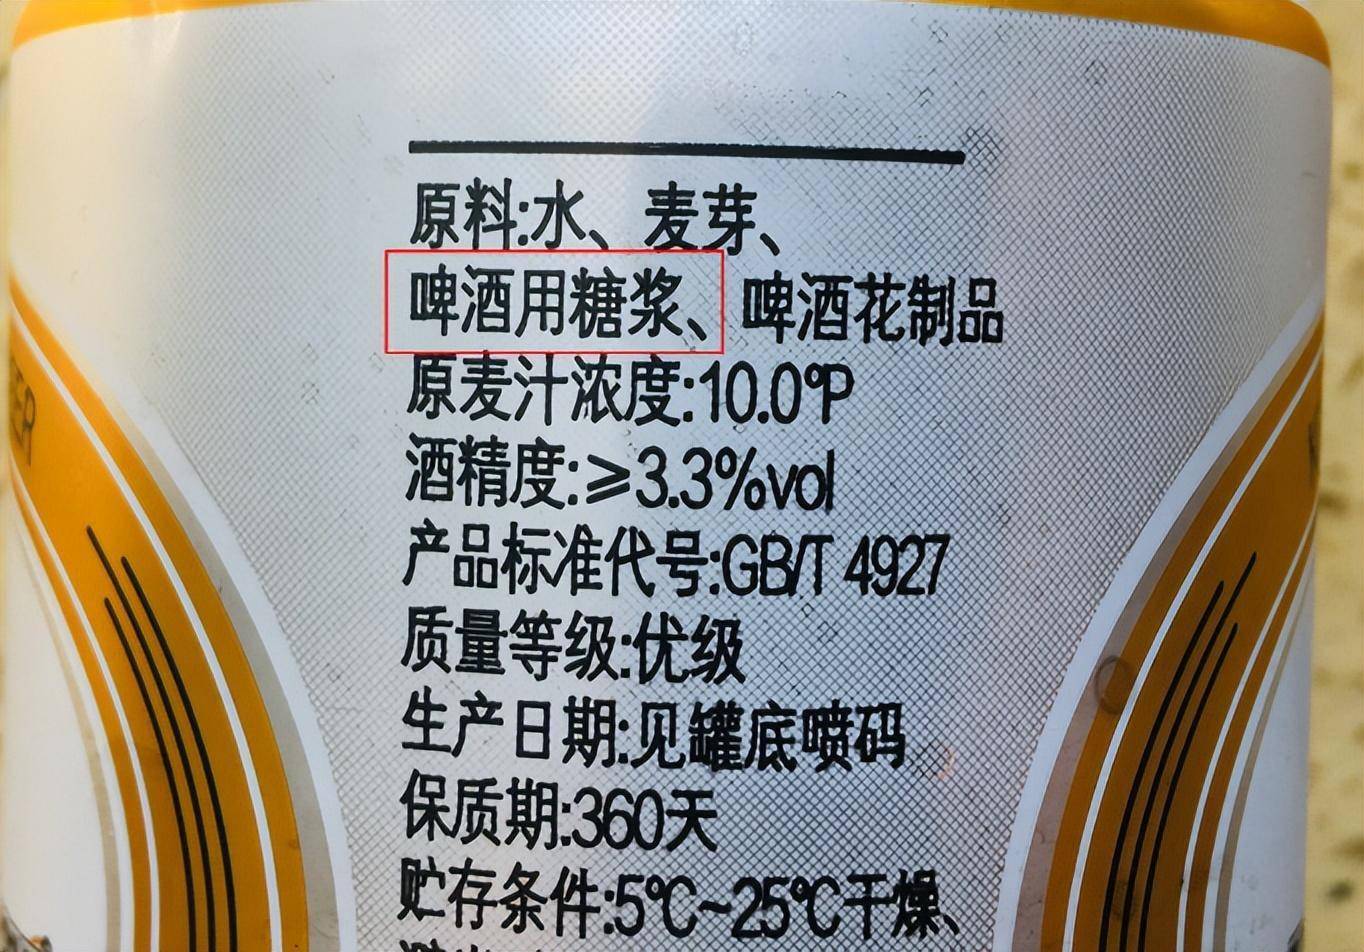 原料:水、麦芽、
啤酒用糖浆、啤酒花制品
原麦汁浓度:10.0°P
酒精度:≥3.3%vol
产品标准代号:GB/T 4927
质量等级:优级
生产日期:见罐底喷码
保质期:360天
贮存条件:5℃~25℃干燥、